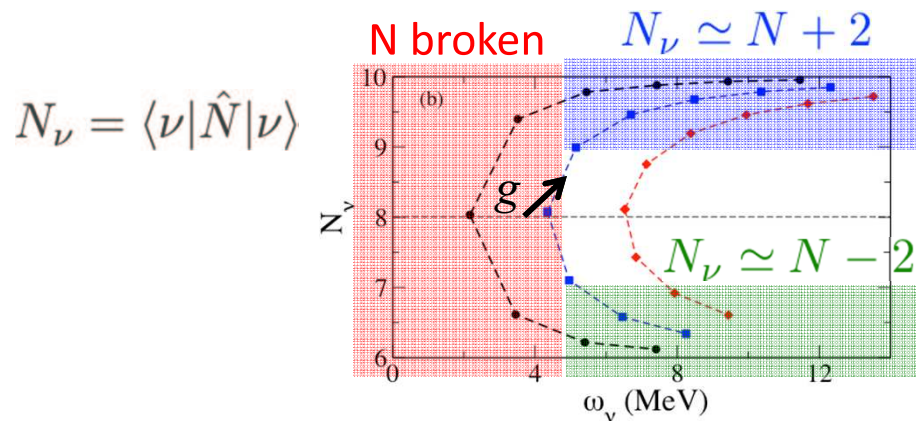 N broken
N_ν ≃ N + 2
N_ν = ⟨ν|N̂|ν⟩
(b)
10
9
8
7
6
N_ν
g
N_ν ≃ N − 2
0 4 8 12
ω_ν (MeV)